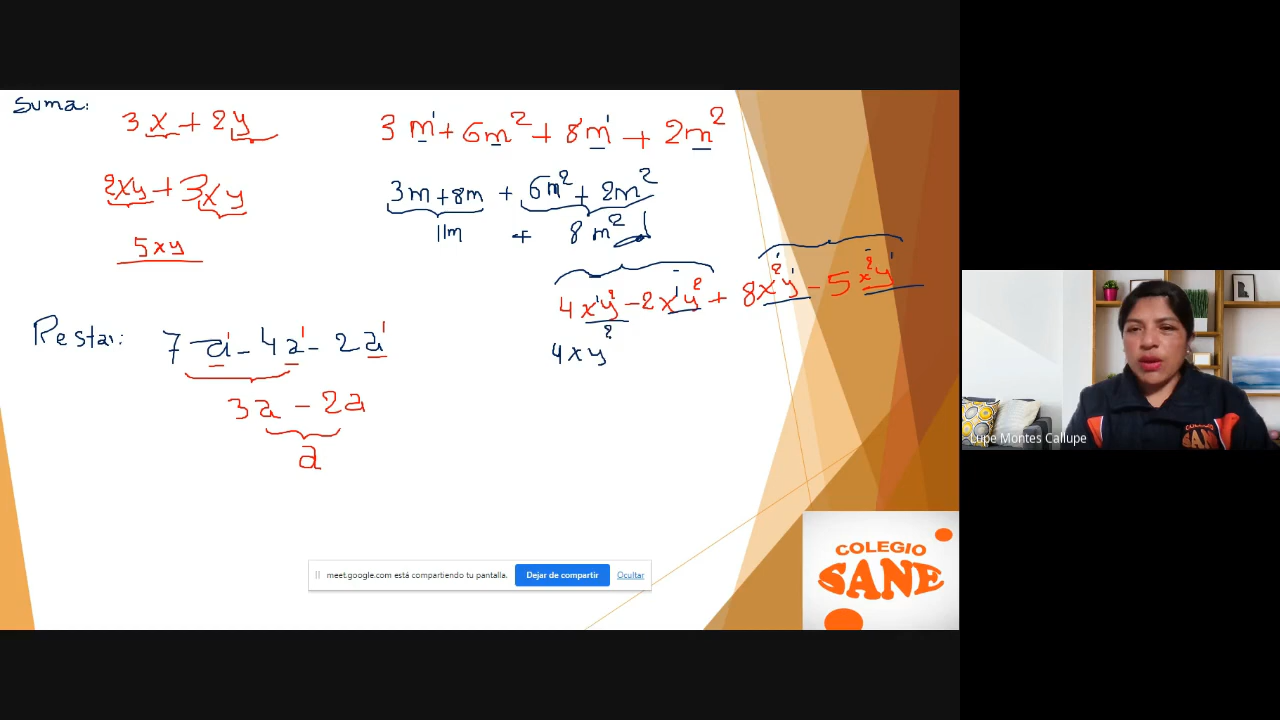 Suma:
3x + 2y
2xy + 3xy
5xy
3m¹ + 6m² + 8m¹ + 2m²
3m + 8m + 6m² + 2m²
11m + 8m²
4x¹y² - 2x¹y² + 8x²y¹ - 5x²y¹
4xy²
Restar: 7a¹ - 4a¹ - 2a¹
3a - 2a
a
Lupe Montes Callupe
COLEGIO
SANE
meet.google.com está compartiendo tu pantalla.
Dejar de compartir
Ocultar